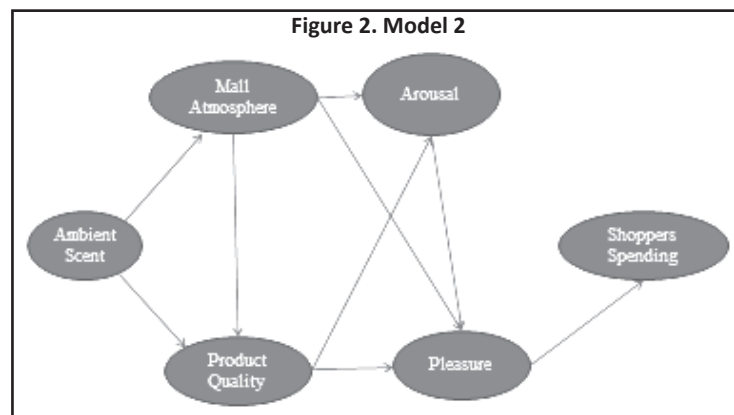 Figure 2. Model 2
Mall
Atmosphere
Arousal
Ambient
Scent
Shoppers
Spending
Product
Quality
Pleasure